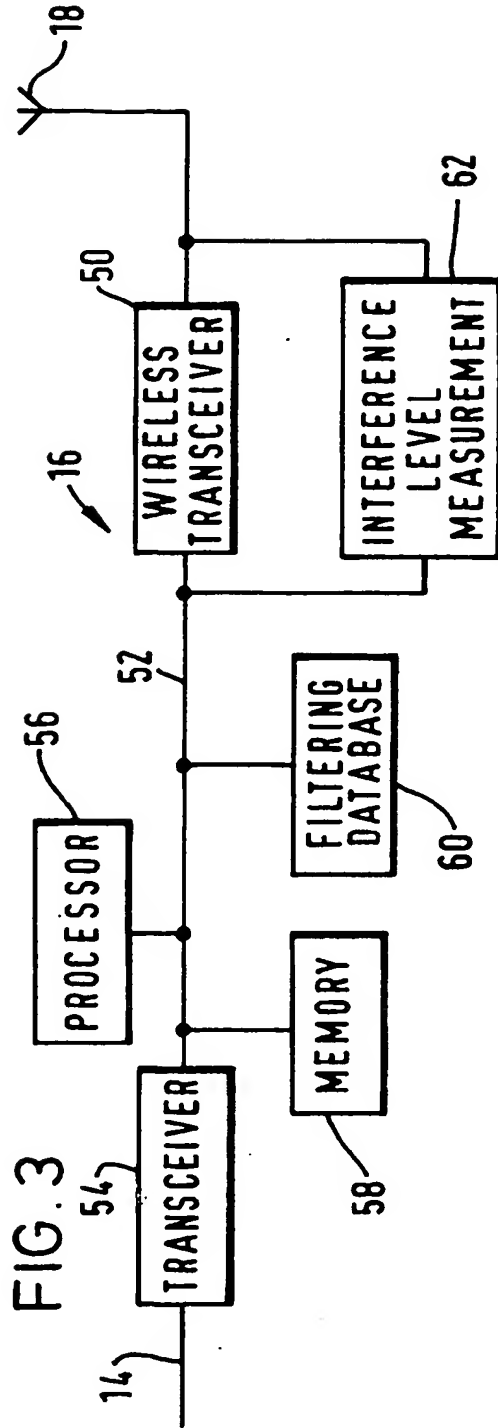 FIG. 3
14
54
TRANSCEIVER
58
MEMORY
56
PROCESSOR
52
60
FILTERING
DATABASE
16
50
WIRELESS
TRANSCEIVER
62
INTERFERENCE
LEVEL
MEASUREMENT
18